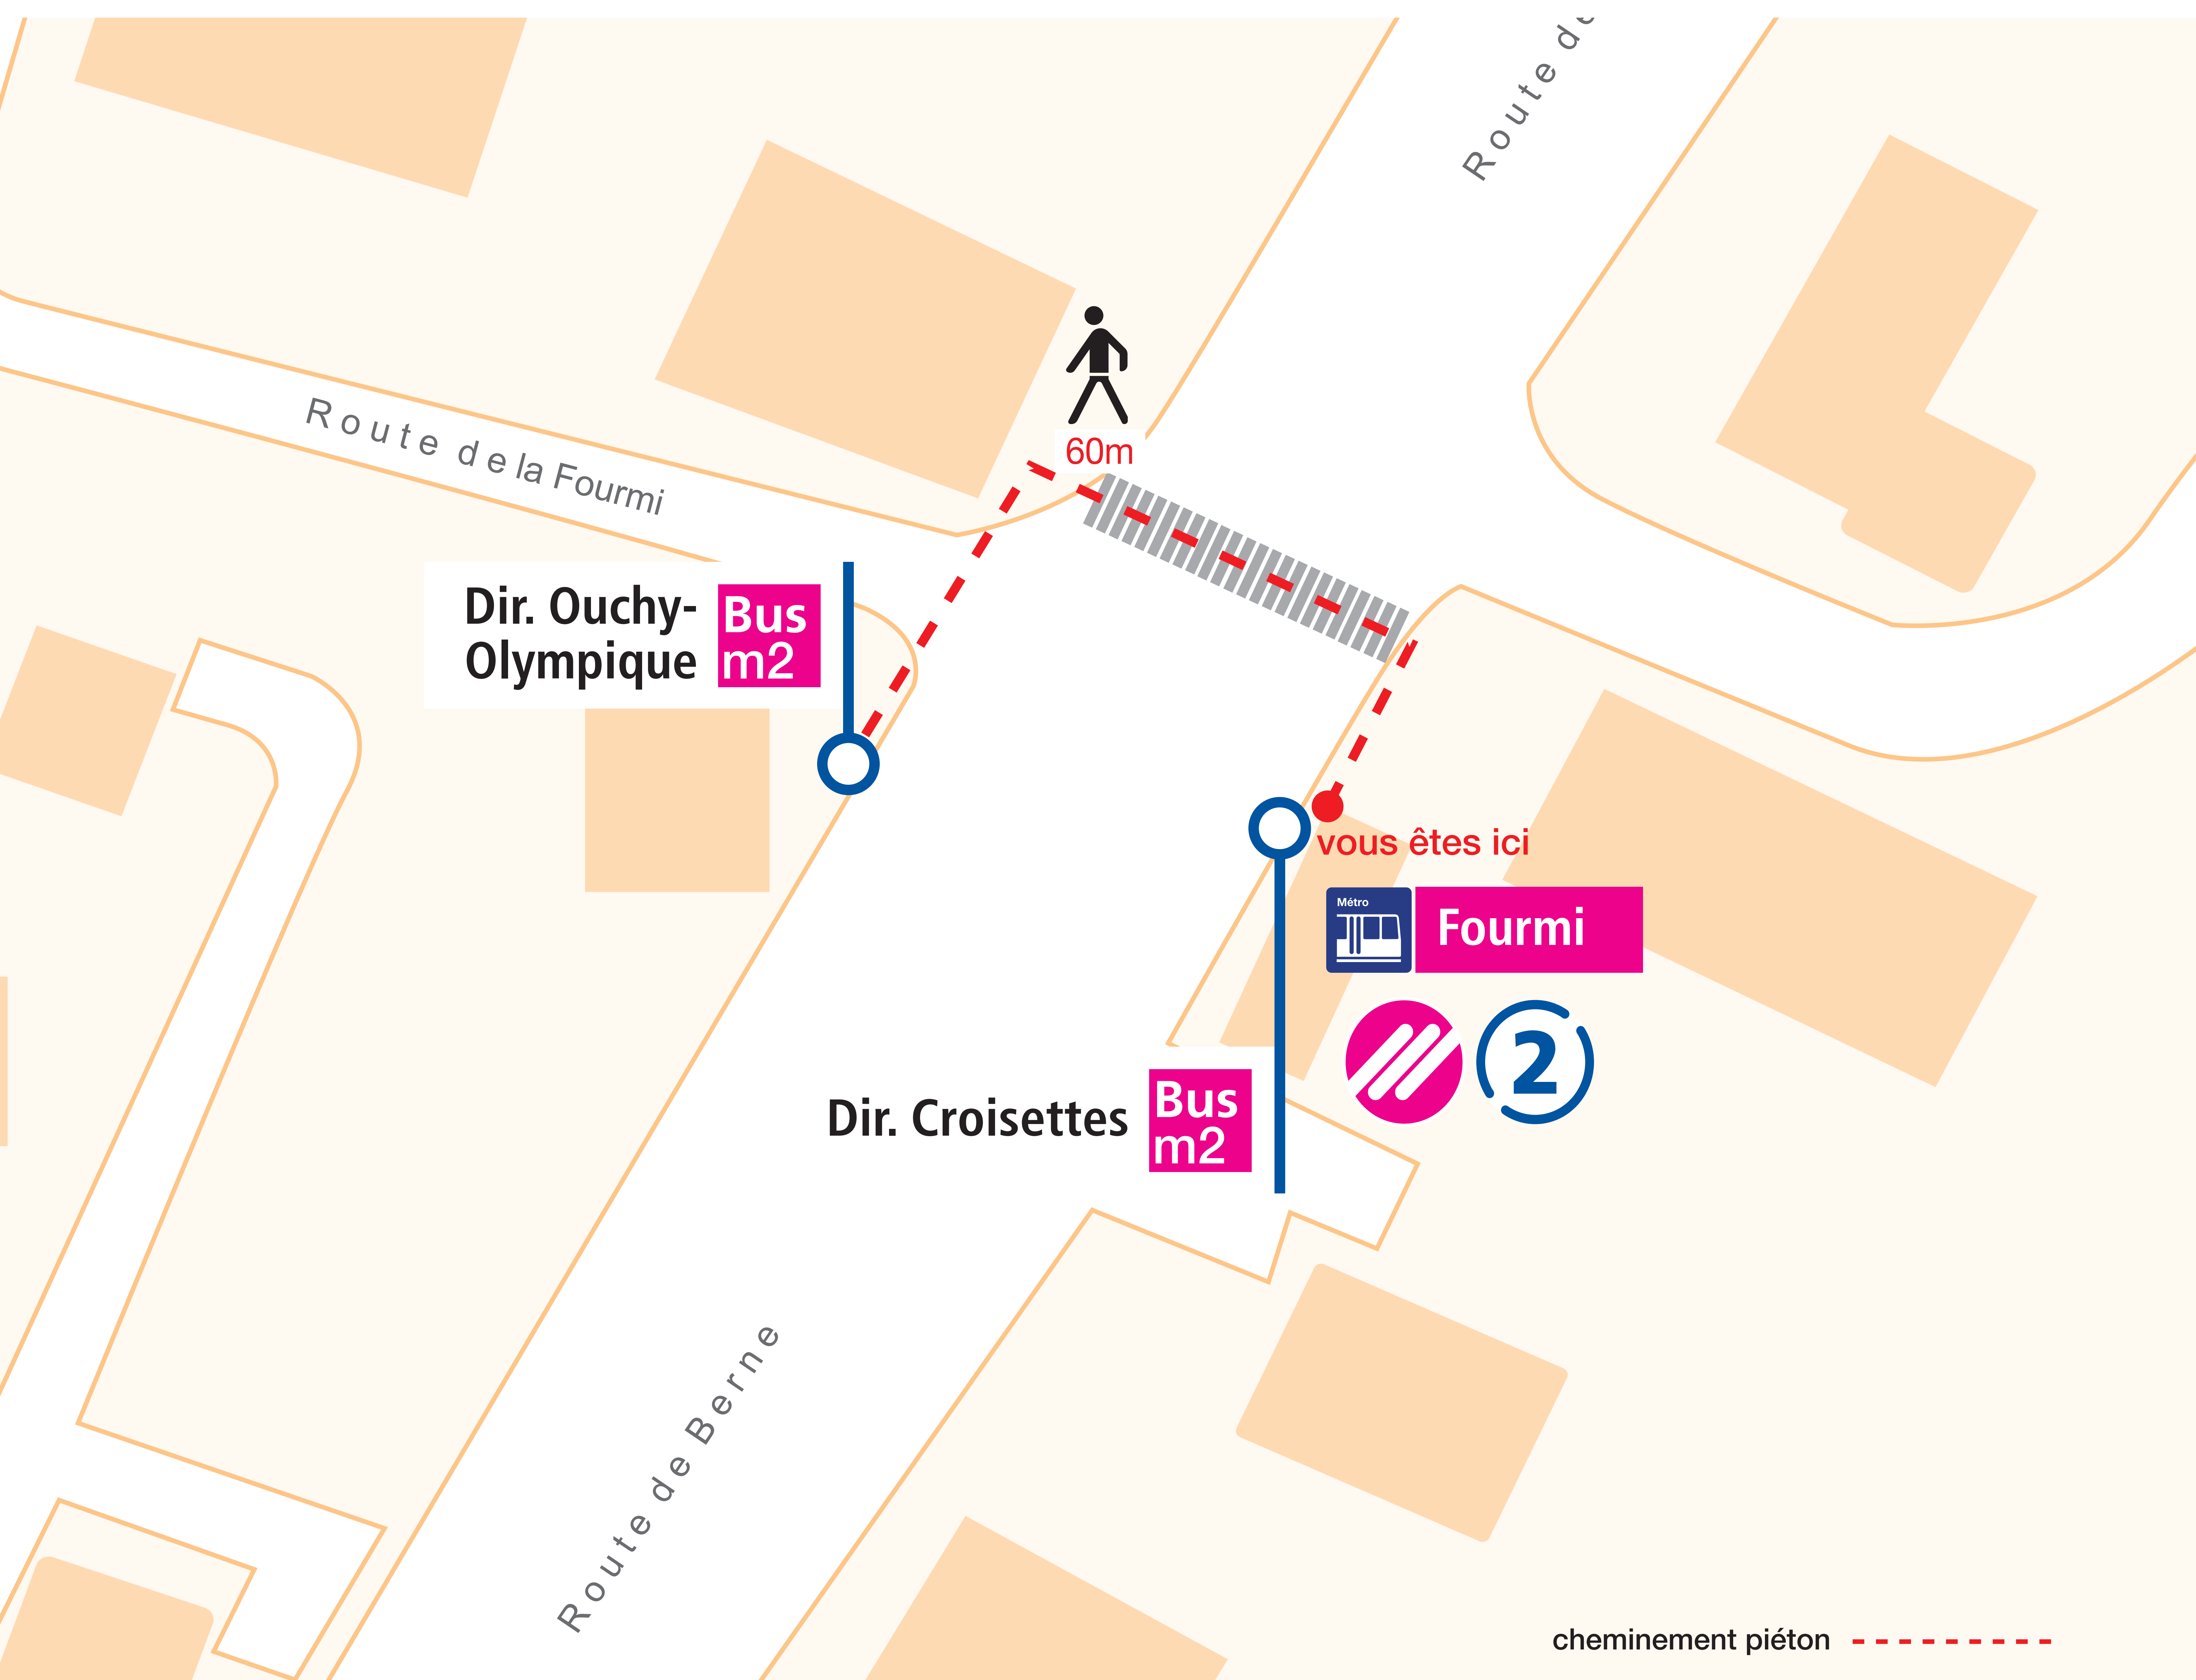 Route de
Route de la Fourmi
60m
Dir. Ouchy-
Olympique
Bus
m2
vous êtes ici
Métro
Fourmi
2
Dir. Croisettes
Bus
m2
Route de Berne
cheminement piéton